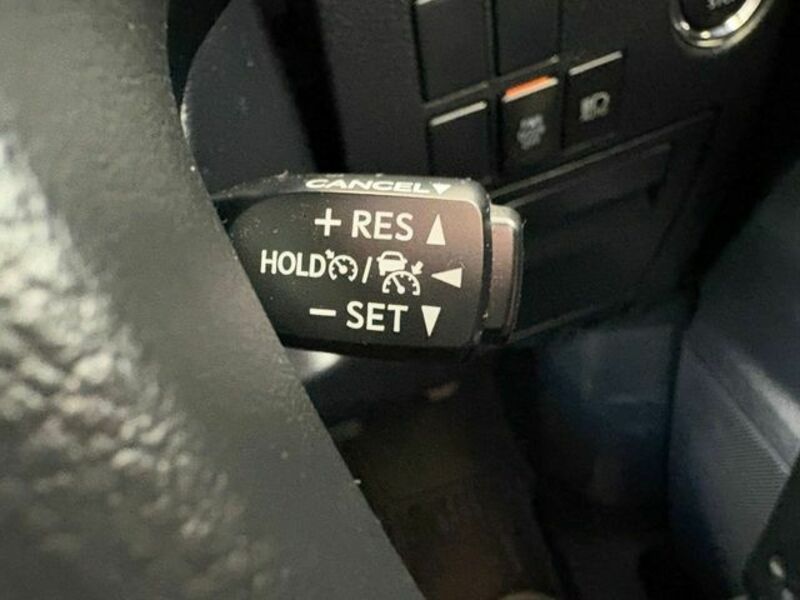 CANCEL
+ RES
HOLD /
− SET